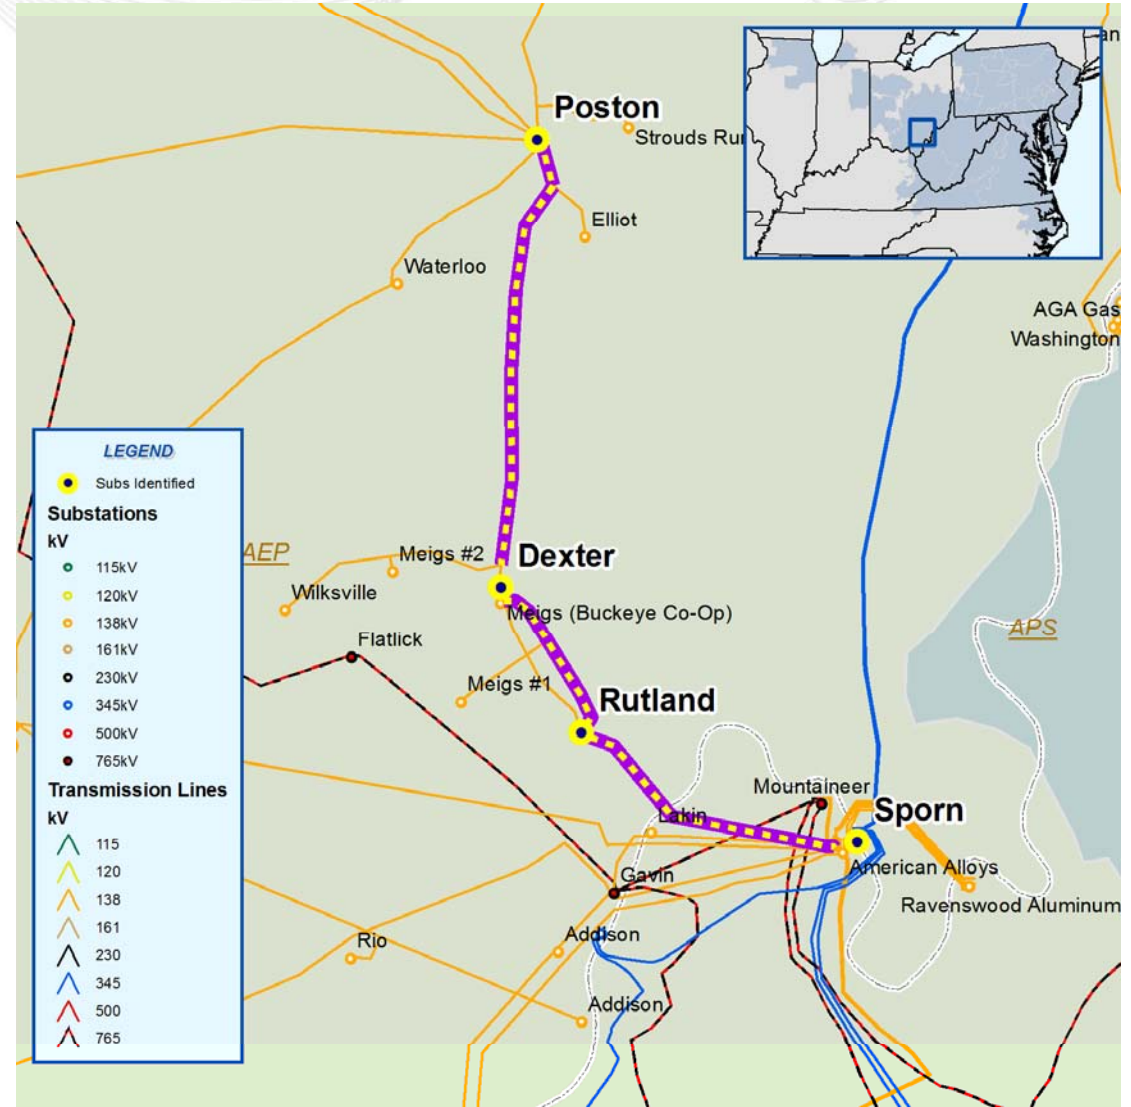 an
Poston
Strouds Ru
Elliot
Waterloo
AGA Gas
Washington
LEGEND
Subs Identified
Substations
kV
115kV
120kV
138kV
161kV
230kV
345kV
500kV
765kV
Transmission Lines
kV
115
120
138
161
230
345
500
765
AEP
Meigs #2
Dexter
Wilksville
Meigs (Buckeye Co-Op)
APS
Flatlick
Meigs #1
Rutland
Mountaineer
Sporn
Lakin
American Alloys
Gavin
Ravenswood Aluminum
Rio
Addison
Addison